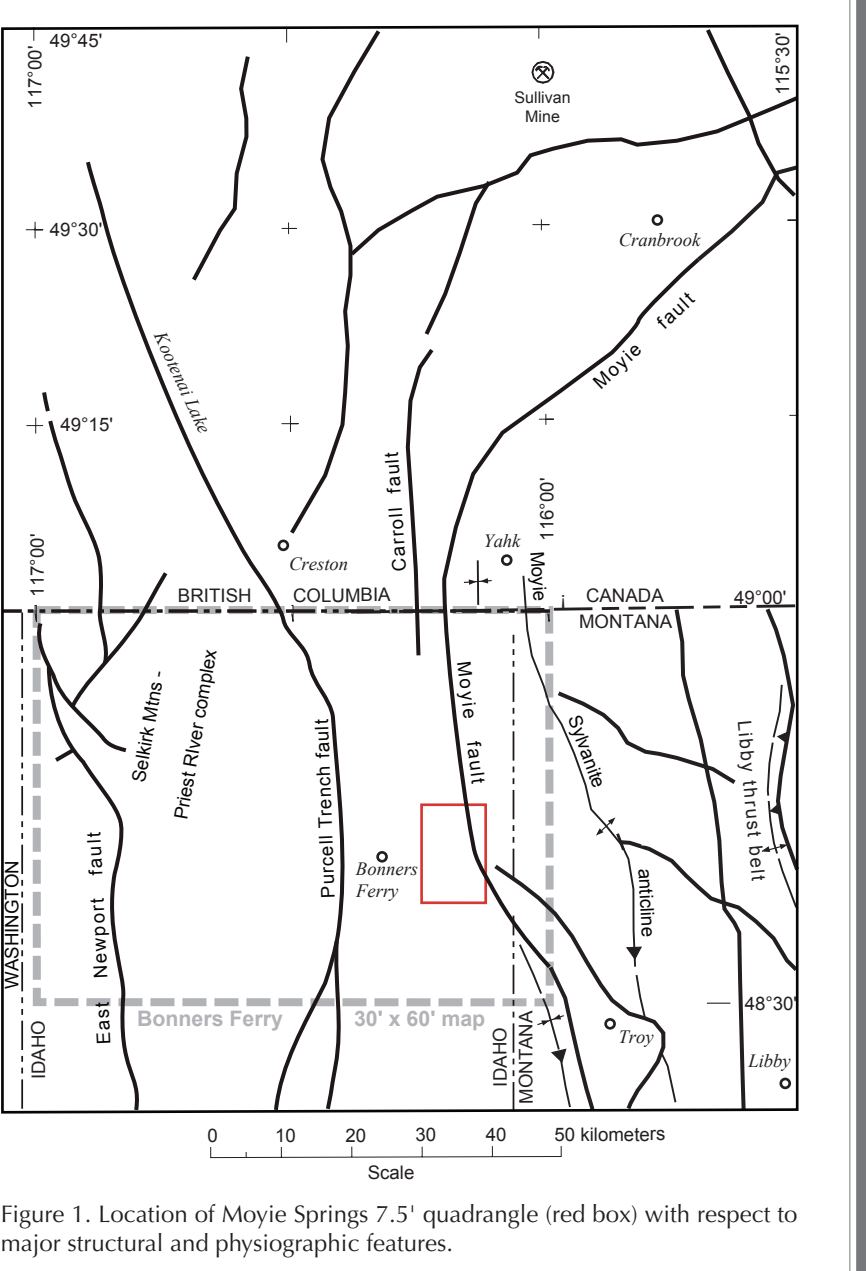 49°45'
117°00'
115°30'
Sullivan
Mine
49°30'
Cranbrook
Kootenai Lake
Moyie fault
49°15'
Carroll fault
116°00'
117°00'
Creston
Yahk
Moyie
BRITISH COLUMBIA
CANADA
49°00'
MONTANA
Selkirk Mtns -
Priest River complex
Moyie fault
Sylvanite
Libby thrust belt
Purcell Trench fault
East Newport fault
Bonners
Ferry
anticline
WASHINGTON
IDAHO
Bonners Ferry 30' x 60' map
48°30'
IDAHO
MONTANA
Troy
Libby
0 10 20 30 40 50 kilometers
Scale
Figure 1. Location of Moyie Springs 7.5' quadrangle (red box) with respect to
major structural and physiographic features.